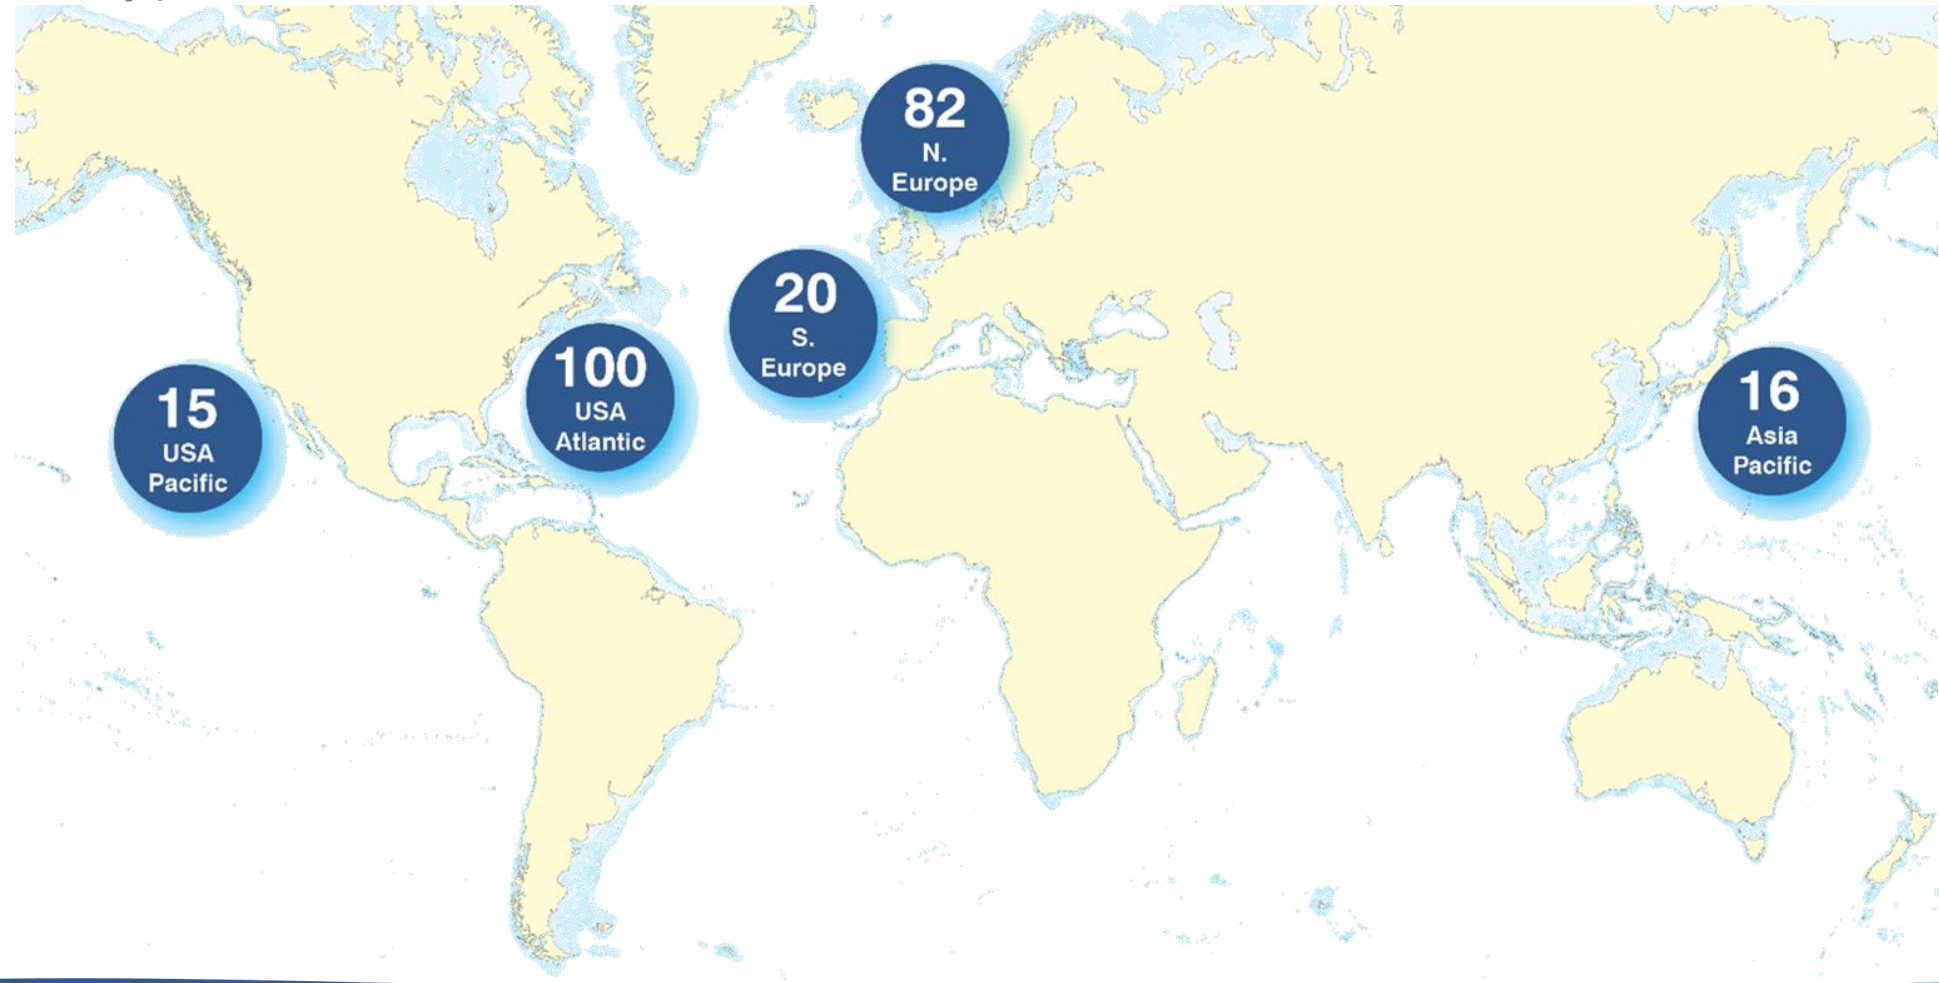 82
N.
Europe
20
S.
Europe
100
USA
Atlantic
15
USA
Pacific
16
Asia
Pacific